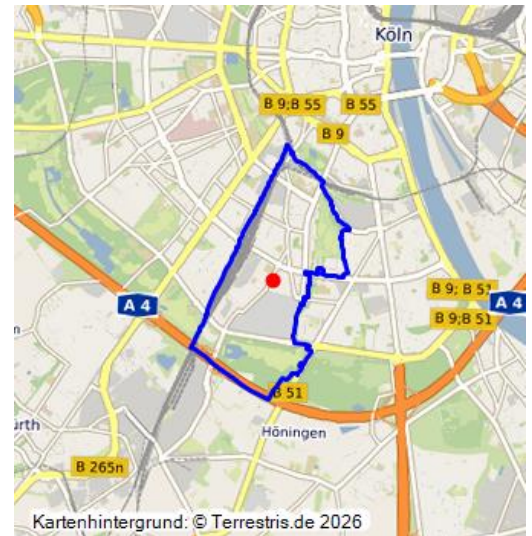 Köln
B 9;B 55
B 55
B 9
A 4
B 9; B 51
A 4
B 9;B 51
B 51
ürth
Höningen
B 265n
Kartenhintergrund: © Terrestris.de 2026